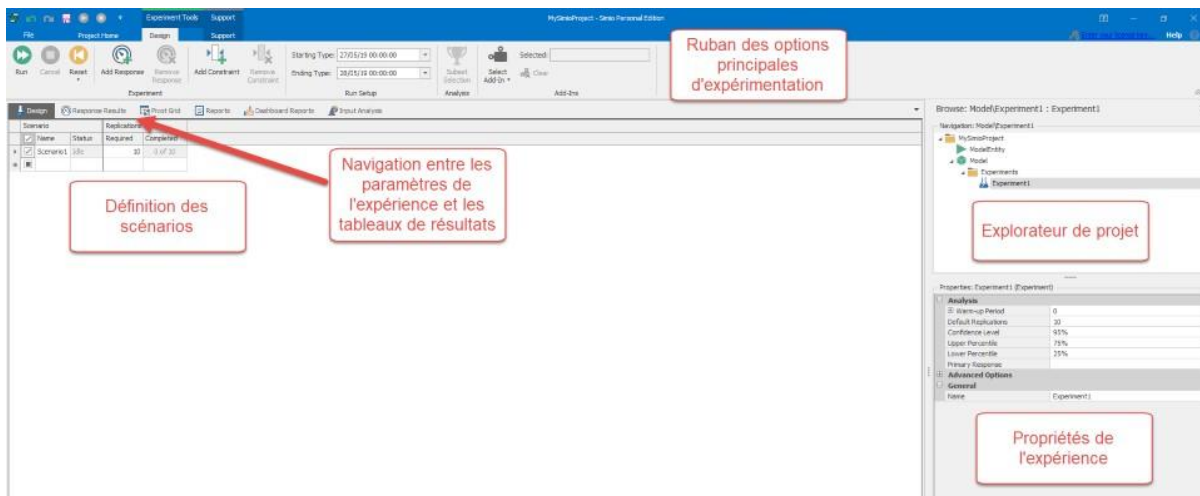 Experiment Tools Support
MySimioProject - Simio Personal Edition
File Project Home Design Support
Help
Run Cancel Reset Add Response Remove Response Add Constraint Remove Constraint
Starting Type: 27/05/19 00:00:00
Ending Type: 28/05/19 00:00:00
Subset Selection
Select Add-In
Selected:
Clear
Experiment Run Setup Analysis Add-Ins
Ruban des options
principales
d'expérimentation
Design Response Results Pivot Grid Reports Dashboard Reports Input Analysis
Scenario Replications
Name Status Required Completed
Scenario1 Idle 10 0 of 10
Définition des
scénarios
Navigation entre les
paramètres de
l'expérience et les
tableaux de résultats
Browse: Model\Experiment1 : Experiment1
Navigation: Model\Experiment1
MySimioProject
ModelEntity
Model
Experiments
Experiment1
Explorateur de projet
Properties: Experiment1 (Experiment)
Analysis
Warm-up Period 0
Default Replications 10
Confidence Level 95%
Upper Percentile 75%
Lower Percentile 25%
Primary Response
Advanced Options
General
Name Experiment1
Propriétés de
l'expérience